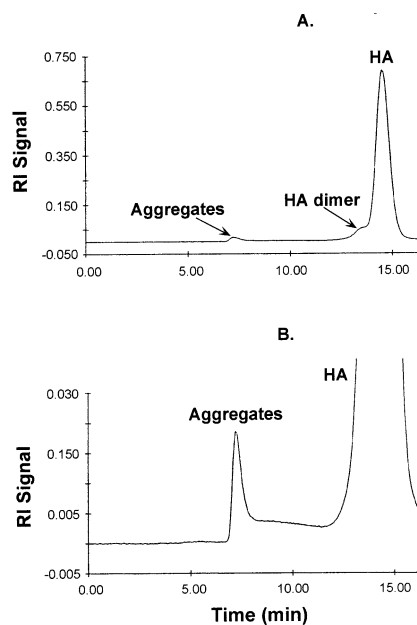 A.
HA
0.750
0.550
0.350
0.150
-0.050
RI Signal
Aggregates
HA dimer
0.00
5.00
10.00
15.00
B.
HA
0.030
Aggregates
0.150
0.005
-0.005
RI Signal
0.00
5.00
10.00
15.00
Time (min)